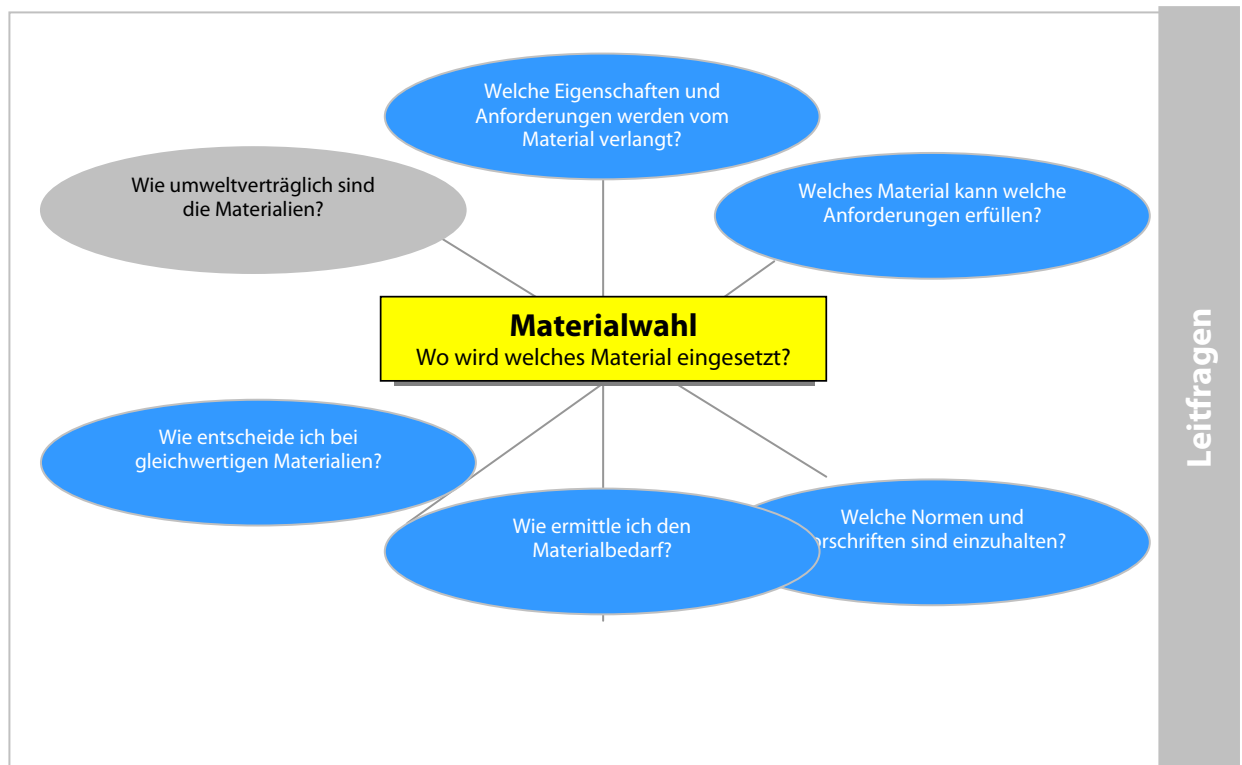 Welche Eigenschaften und
Anforderungen werden vom
Material verlangt?
Wie umweltverträglich sind
die Materialien?
Welches Material kann welche
Anforderungen erfüllen?
Materialwahl
Wo wird welches Material eingesetzt?
Wie entscheide ich bei
gleichwertigen Materialien?
Wie ermittle ich den
Materialbedarf?
Welche Normen und
orschriften sind einzuhalten?
Leitfragen